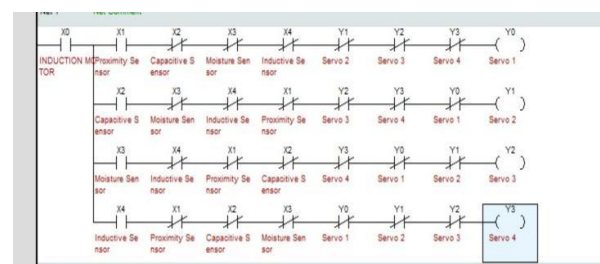 X0 X1 X2 X3 X4 Y1 Y2 Y3 Y0
INDUCTION MOTOR Proximity Sensor Capacitive Sensor Moisture Sensor Inductive Sensor Servo 2 Servo 3 Servo 4 Servo 1
X2 X3 X4 X1 Y2 Y3 Y0 Y1
Capacitive Sensor Moisture Sensor Inductive Sensor Proximity Sensor Servo 3 Servo 4 Servo 1 Servo 2
X3 X4 X1 X2 Y3 Y0 Y1 Y2
Moisture Sensor Inductive Sensor Proximity Sensor Capacitive Sensor Servo 4 Servo 1 Servo 2 Servo 3
X4 X1 X2 X3 Y0 Y1 Y2 Y3
Inductive Sensor Proximity Sensor Capacitive Sensor Moisture Sensor Servo 1 Servo 2 Servo 3 Servo 4